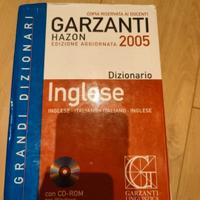 COPIA RISERVATA AI DOCENTI
GARZANTI
HAZON 2005
EDIZIONE AGGIORNATA
GRANDI DIZIONARI
Dizionario
Inglese
INGLESE - ITALIANO • ITALIANO - INGLESE
con CD-ROM
GARZANTI
LINGUISTICA